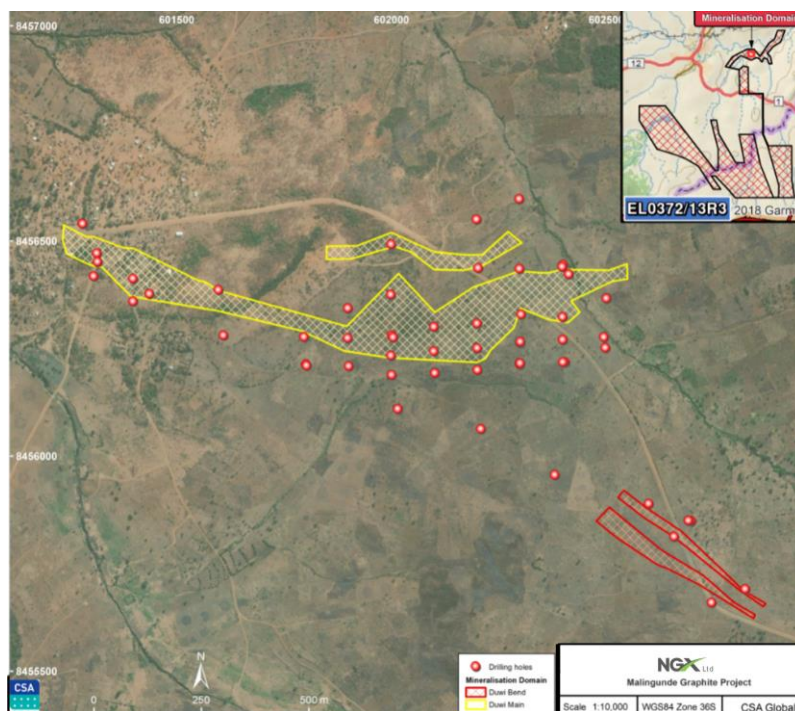 601500
602000
602500
8457000
8456500
8456000
8455500
Mineralisation Domain
12
1
EL0372/13R3
2018 Garm
N
0
250
500 m
CSA
Drilling holes
Mineralisation Domain
Duwi Bend
Duwi Main
NGX Ltd
Malingunde Graphite Project
Scale 1:10,000
WGS84 Zone 36S
CSA Global